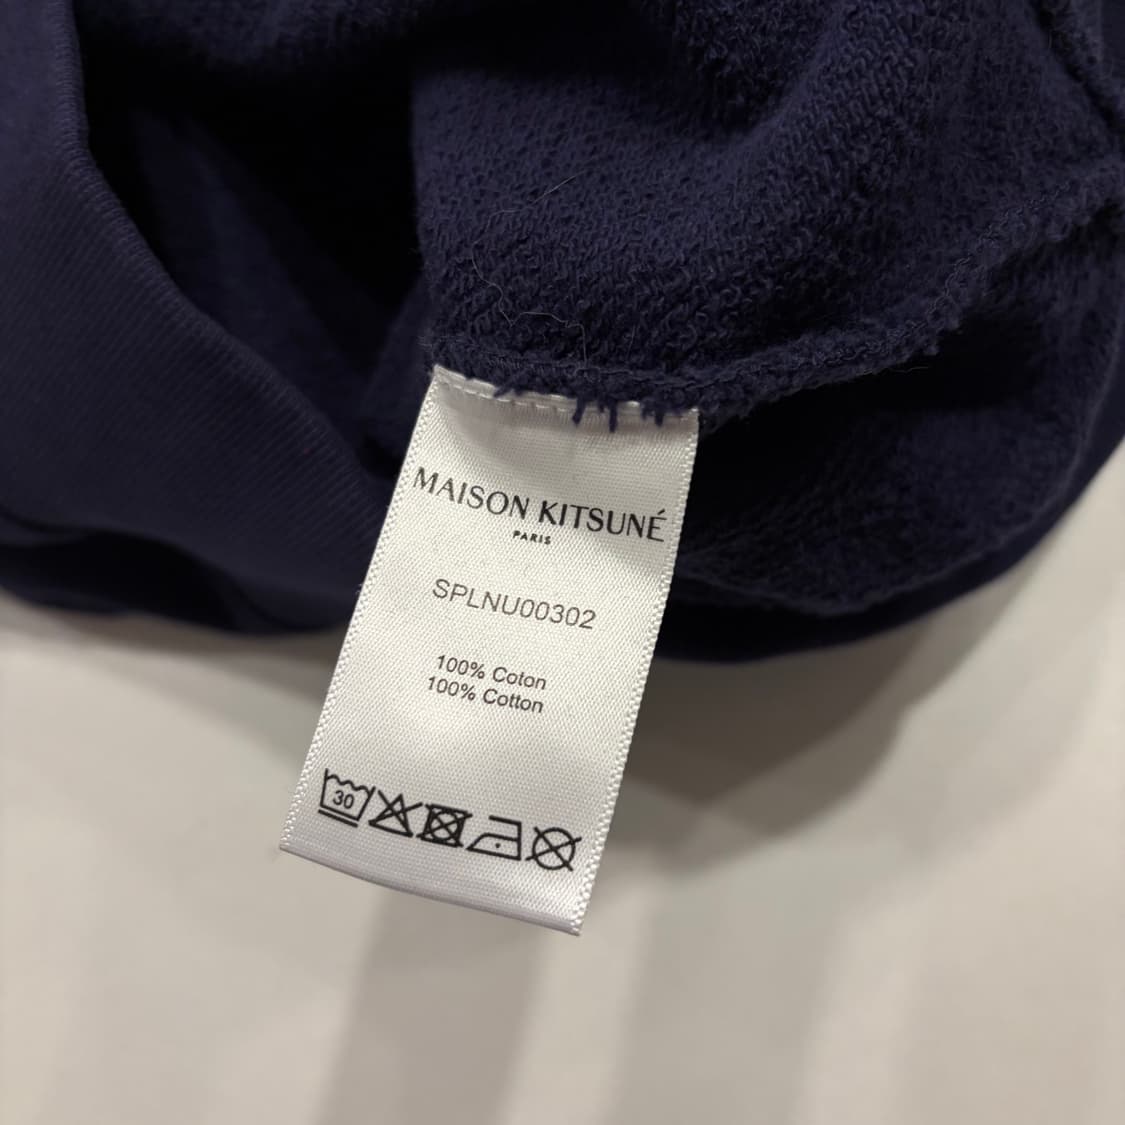 MAISON KITSUNÉ
PARIS
SPLNU00302
100% Coton
100% Cotton
30